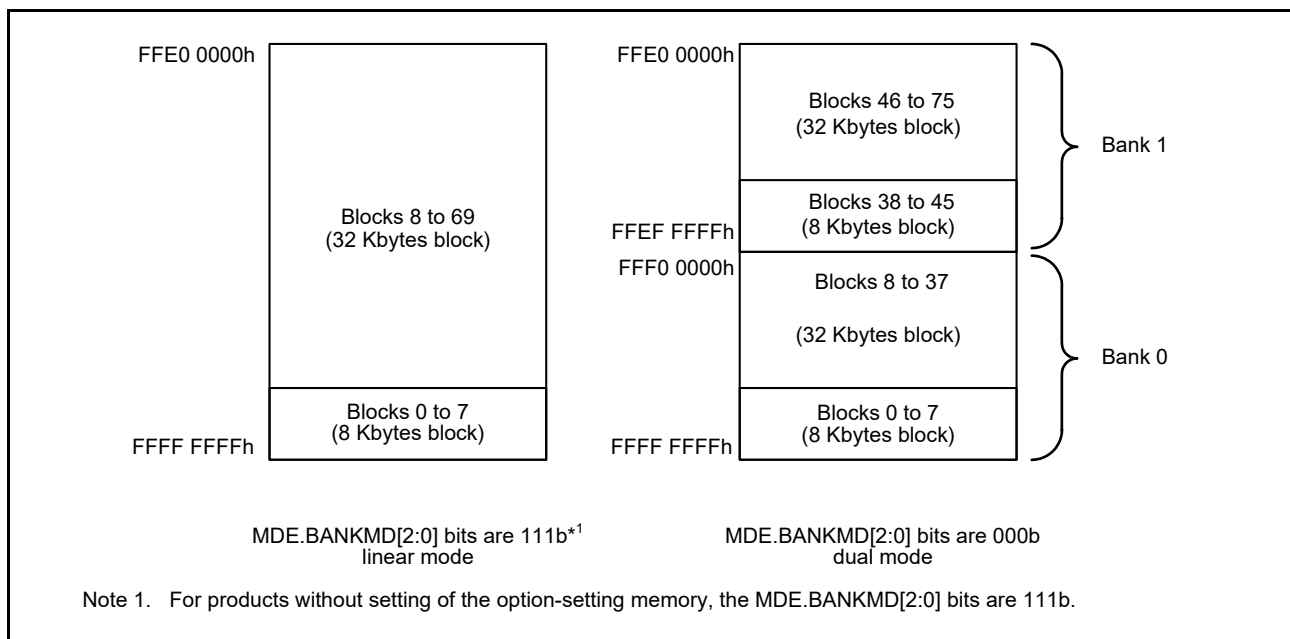 FFE0 0000h
Blocks 8 to 69
(32 Kbytes block)
Blocks 0 to 7
(8 Kbytes block)
FFFF FFFFh
MDE.BANKMD[2:0] bits are 111b*1
linear mode
FFE0 0000h
Blocks 46 to 75
(32 Kbytes block)
Bank 1
Blocks 38 to 45
(8 Kbytes block)
FFEF FFFFh
FFF0 0000h
Blocks 8 to 37
(32 Kbytes block)
Bank 0
Blocks 0 to 7
(8 Kbytes block)
FFFF FFFFh
MDE.BANKMD[2:0] bits are 000b
dual mode
Note 1. For products without setting of the option-setting memory, the MDE.BANKMD[2:0] bits are 111b.